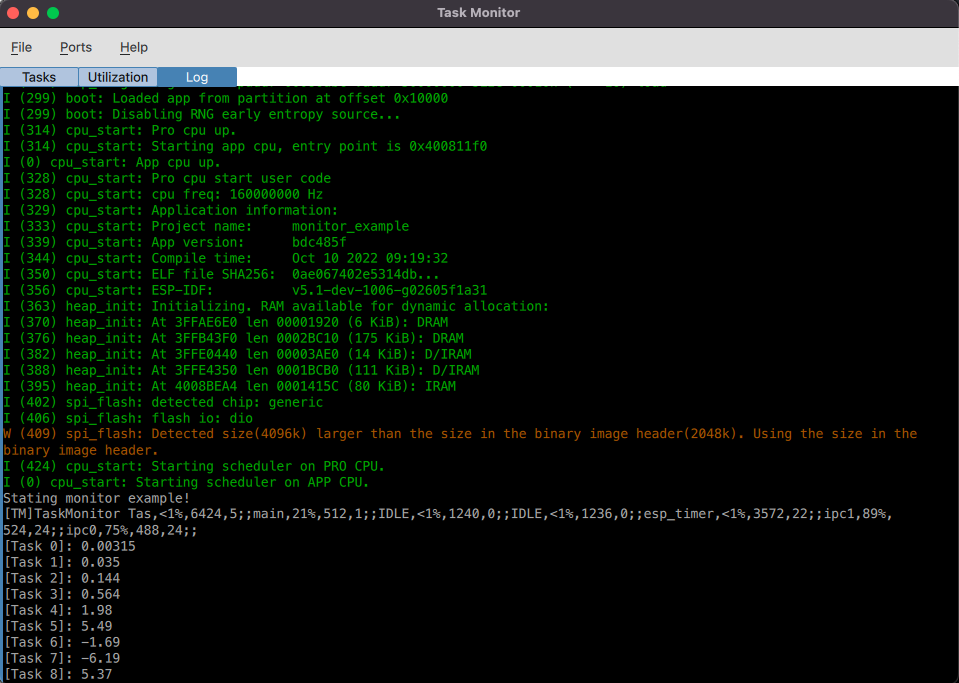 Task Monitor
File Ports Help
Tasks Utilization Log
I (299) boot: Loaded app from partition at offset 0x10000
I (299) boot: Disabling RNG early entropy source...
I (314) cpu_start: Pro cpu up.
I (314) cpu_start: Starting app cpu, entry point is 0x400811f0
I (0) cpu_start: App cpu up.
I (328) cpu_start: Pro cpu start user code
I (328) cpu_start: cpu freq: 160000000 Hz
I (329) cpu_start: Application information:
I (333) cpu_start: Project name:     monitor_example
I (339) cpu_start: App version:      bdc485f
I (344) cpu_start: Compile time:     Oct 10 2022 09:19:32
I (350) cpu_start: ELF file SHA256:  0ae067402e5314db...
I (356) cpu_start: ESP-IDF:          v5.1-dev-1006-g02605f1a31
I (363) heap_init: Initializing. RAM available for dynamic allocation:
I (370) heap_init: At 3FFAE6E0 len 00001920 (6 KiB): DRAM
I (376) heap_init: At 3FFB43F0 len 0002BC10 (175 KiB): DRAM
I (382) heap_init: At 3FFE0440 len 00003AE0 (14 KiB): D/IRAM
I (388) heap_init: At 3FFE4350 len 0001BCB0 (111 KiB): D/IRAM
I (395) heap_init: At 4008BEA4 len 0001415C (80 KiB): IRAM
I (402) spi_flash: detected chip: generic
I (406) spi_flash: flash io: dio
W (409) spi_flash: Detected size(4096k) larger than the size in the binary image header(2048k). Using the size in the
binary image header.
I (424) cpu_start: Starting scheduler on PRO CPU.
I (0) cpu_start: Starting scheduler on APP CPU.
Stating monitor example!
[TM]TaskMonitor Tas,<1%,6424,5;;main,21%,512,1;;IDLE,<1%,1240,0;;IDLE,<1%,1236,0;;esp_timer,<1%,3572,22;;ipc1,89%,
524,24;;ipc0,75%,488,24;;
[Task 0]: 0.00315
[Task 1]: 0.035
[Task 2]: 0.144
[Task 3]: 0.564
[Task 4]: 1.98
[Task 5]: 5.49
[Task 6]: −1.69
[Task 7]: −6.19
[Task 8]: 5.37